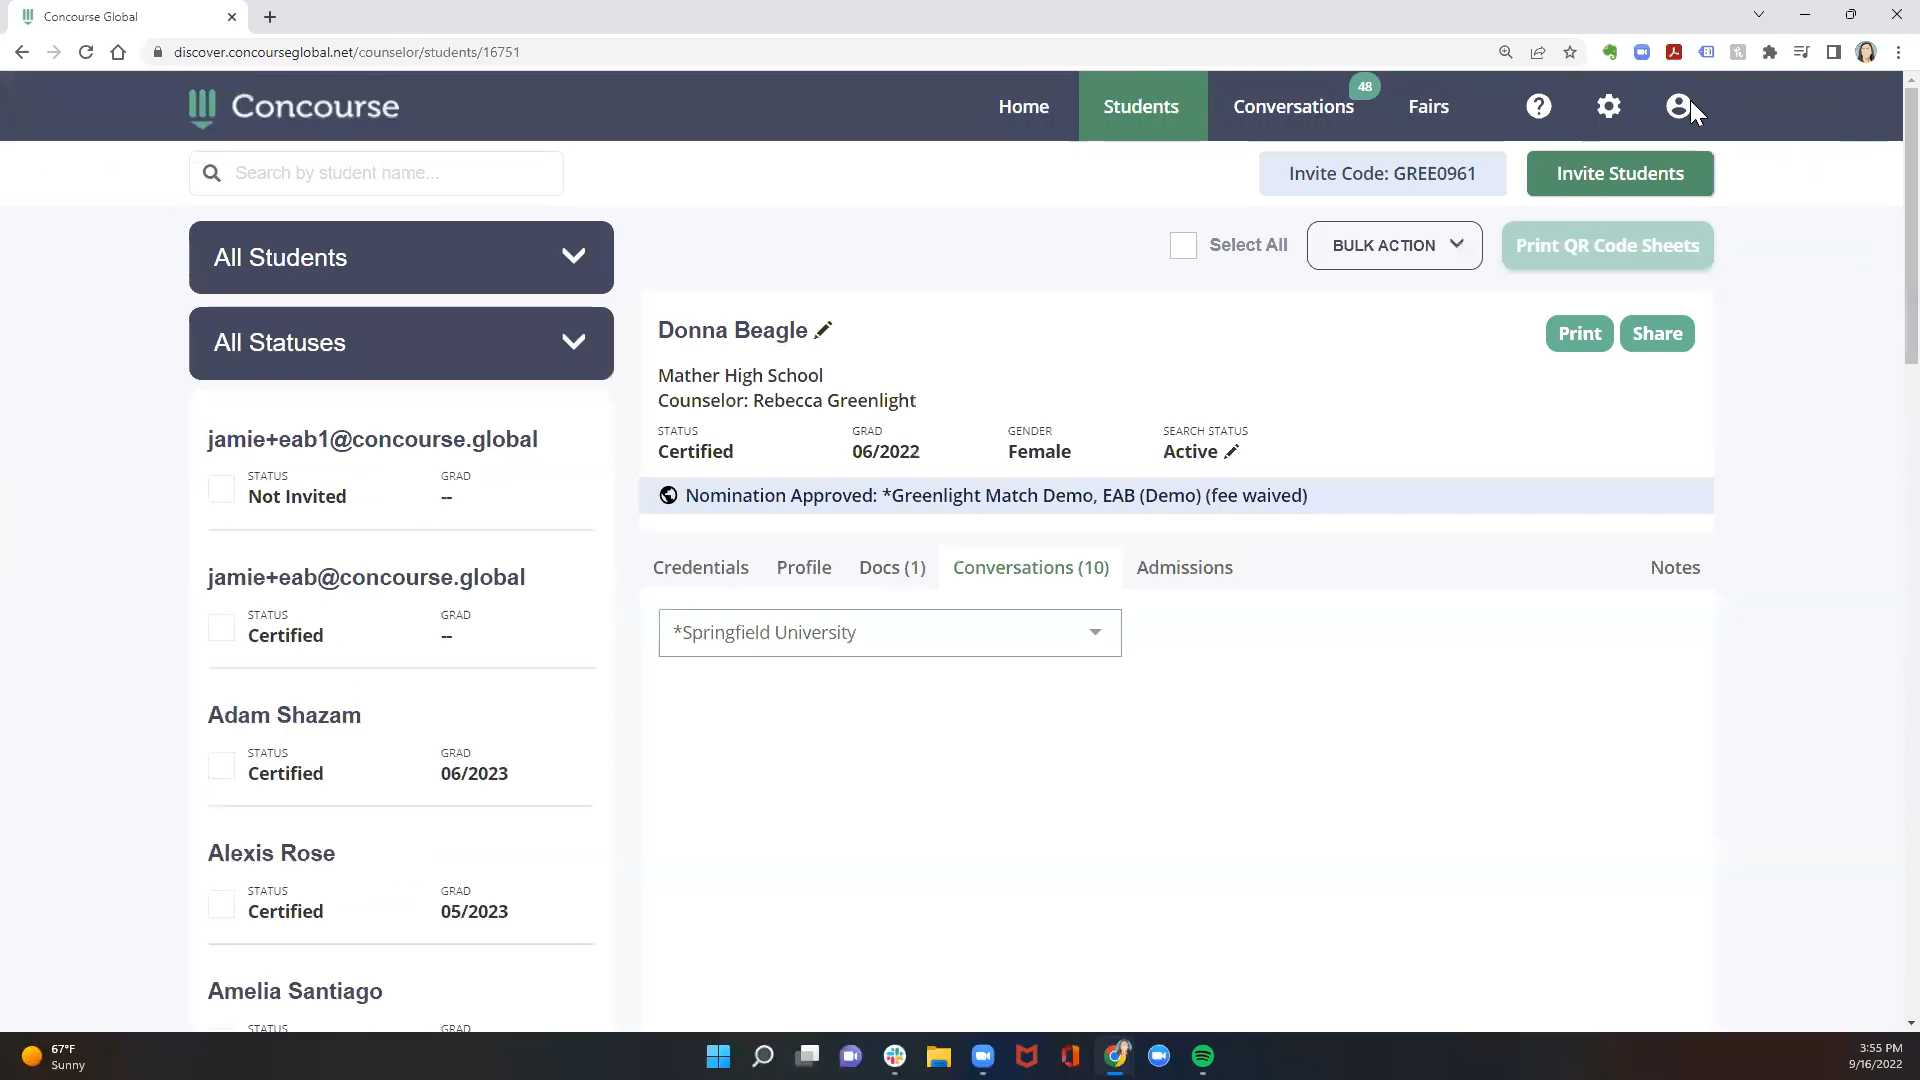 Concourse Global
discover.concourseglobal.net/counselor/students/16751
Concourse
Home
Students
Conversations
48
Fairs
Search by student name...
Invite Code: GREE0961
Invite Students
All Students
Select All
BULK ACTION
Print QR Code Sheets
All Statuses
Donna Beagle
Print
Share
Mather High School
Counselor: Rebecca Greenlight
STATUS GRAD GENDER SEARCH STATUS
Certified 06/2022 Female Active
Nomination Approved: *Greenlight Match Demo, EAB (Demo) (fee waived)
Credentials Profile Docs (1) Conversations (10) Admissions Notes
*Springfield University
jamie+eab1@concourse.global
STATUS GRAD
Not Invited --
jamie+eab@concourse.global
STATUS GRAD
Certified --
Adam Shazam
STATUS GRAD
Certified 06/2023
Alexis Rose
STATUS GRAD
Certified 05/2023
Amelia Santiago
STATUS GRAD
67°F
Sunny
3:55 PM
9/16/2022